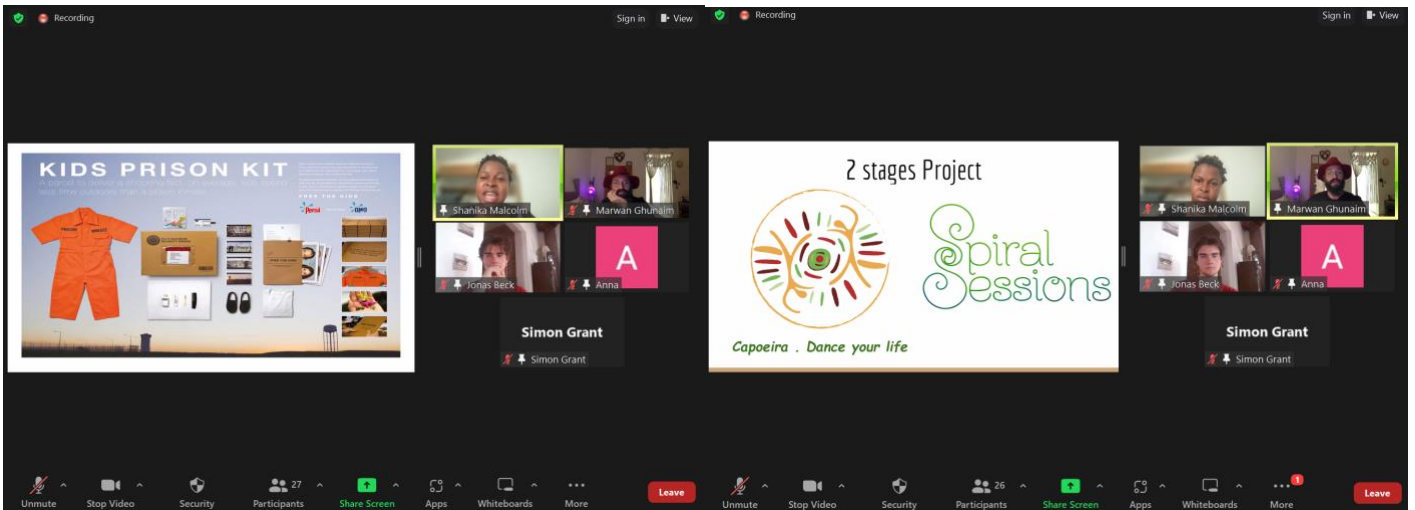 Recording
Sign in
View
KIDS PRISON KIT
Persil
OMO
Shanika Malcolm
Marwan Ghunaim
Jonas Beck
A
Anna
Simon Grant
Simon Grant
Unmute
Stop Video
Security
27
Participants
Share Screen
Apps
Whiteboards
More
Leave
Recording
Sign in
View
2 stages Project
Spiral
Sessions
Capoeira . Dance your life
Shanika Malcolm
Marwan Ghunaim
Jonas Beck
A
Anna
Simon Grant
Simon Grant
Unmute
Stop Video
Security
26
Participants
Share Screen
Apps
Whiteboards
1
More
Leave